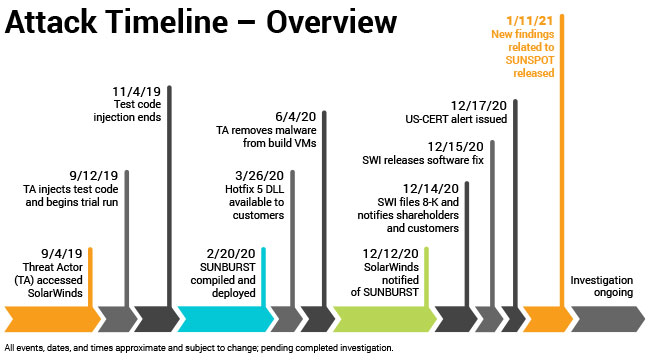 Attack Timeline – Overview
9/4/19
Threat Actor
(TA) accessed
SolarWinds
9/12/19
TA injects test code
and begins trial run
11/4/19
Test code
injection ends
2/20/20
SUNBURST
compiled and
deployed
3/26/20
Hotfix 5 DLL
available to
customers
6/4/20
TA removes malware
from build VMs
12/12/20
SolarWinds
notified
of SUNBURST
12/14/20
SWI files 8-K and
notifies shareholders
and customers
12/15/20
SWI releases software fix
12/17/20
US-CERT alert issued
1/11/21
New findings
related to
SUNSPOT
released
Investigation
ongoing
All events, dates, and times approximate and subject to change; pending completed investigation.